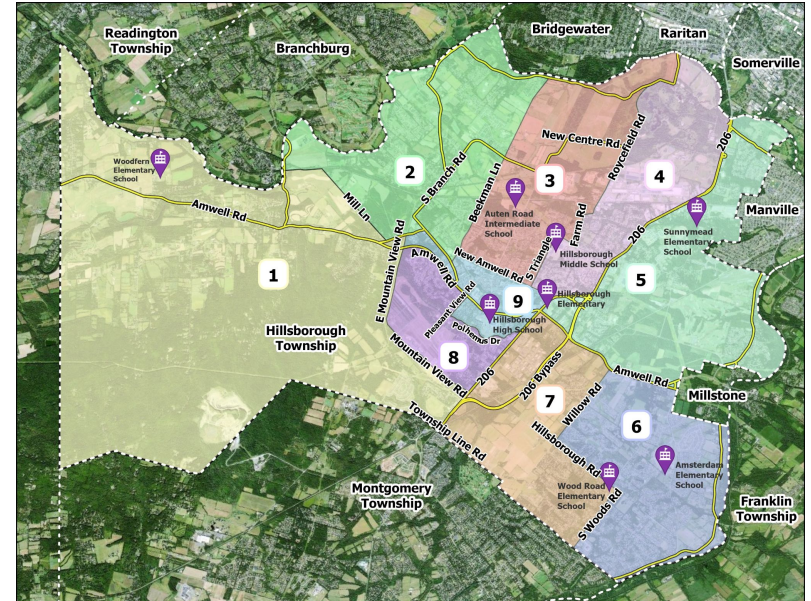 Readington
Township
Branchburg
Bridgewater
Raritan
Somerville
Woodfern
Elementary
School
Amwell Rd
Mill Ln
2
S Branch Rd
Beekman Ln
New Centre Rd
3
Roycefield Rd
4
206
Auten Road
Intermediate
School
Sunnymead
Elementary
School
Manville
S Triangle
Farm Rd
206
Hillsborough
Middle School
1
E Mountain View Rd
Amwell Rd
New Amwell Rd
Pleasant View Rd
9
Hillsborough
Elementary
5
Hillsborough
High School
Polhemus Dr
Hillsborough
Township
8
Mountain View Rd
206
206 Bypass
Amwell Rd
Millstone
Township Line Rd
7
Willow Rd
6
Hillsborough Rd
Amsterdam
Elementary
School
Wood Road
Elementary
School
S Woods Rd
Montgomery
Township
Franklin
Township